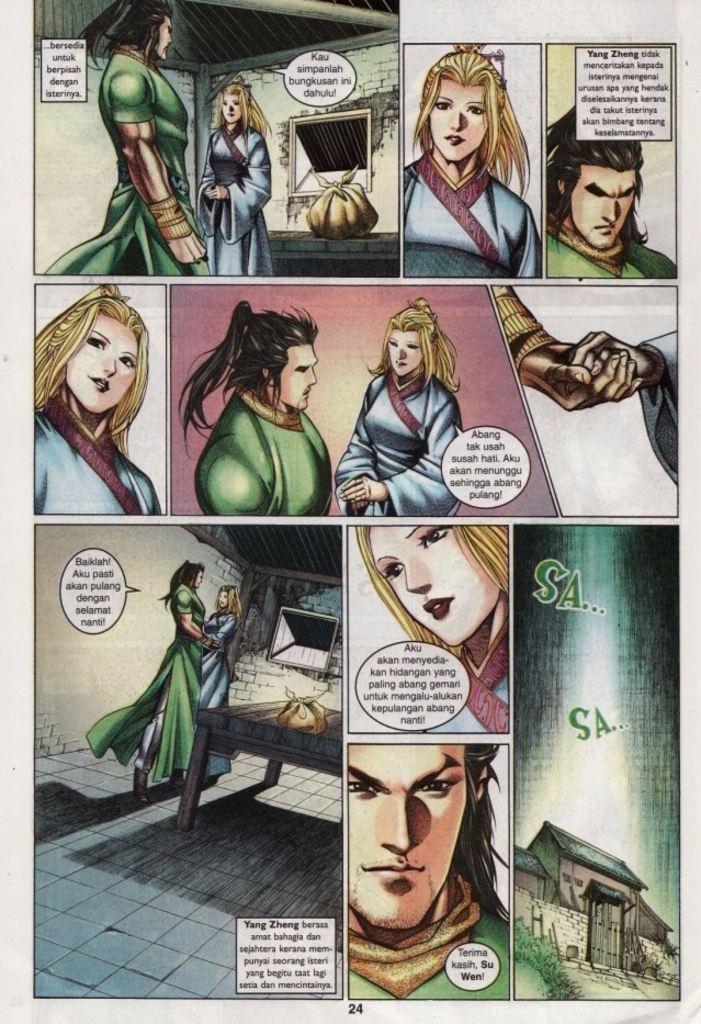 ...bersedia
untuk
berpisah
dengan
isterinya.
Kau
simpanlah
bungkusan ini
dahulu!
Yang Zheng tidak
menceritakan kepada
isterinya mengenai
urusan apa yang hendak
diselesaikannya kerana
dia takut isterinya
akan bimbang tentang
keselamatannya.
Abang
tak usah
susah hati. Aku
akan menunggu
sehingga abang
pulang!
Baiklah!
Aku pasti
akan pulang
dengan
selamat
nanti!
Yang Zheng berasa
amat bahagia dan
sejahtera kerana mem-
punyai seorang isteri
yang begitu taat lagi
setia dan mencintainya.
Aku
akan menyedia-
kan hidangan yang
paling abang gemari
untuk mengalu-alukan
kepulangan abang
nanti!
Terima
kasih, Su
Wen!
SA...
SA...
24